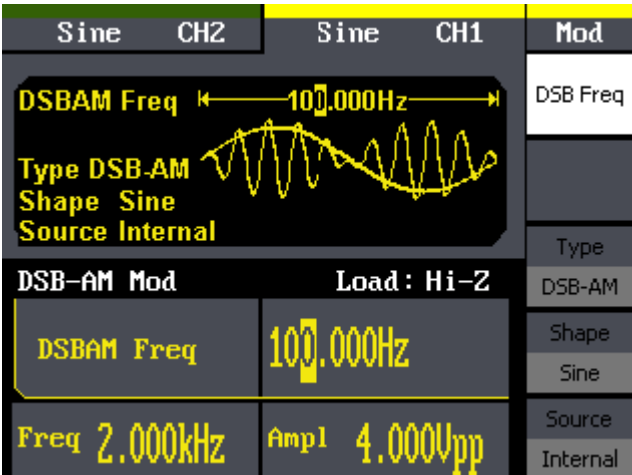 Sine CH2 Sine CH1 Mod
DSBAM Freq 100.000Hz
DSB Freq
Type DSB-AM
Shape Sine
Source Internal
Type
DSB-AM
DSB-AM Mod Load: Hi-Z
Shape
Sine
DSBAM Freq 100.000Hz
Source
Internal
Freq 2.000kHz Ampl 4.000Vpp